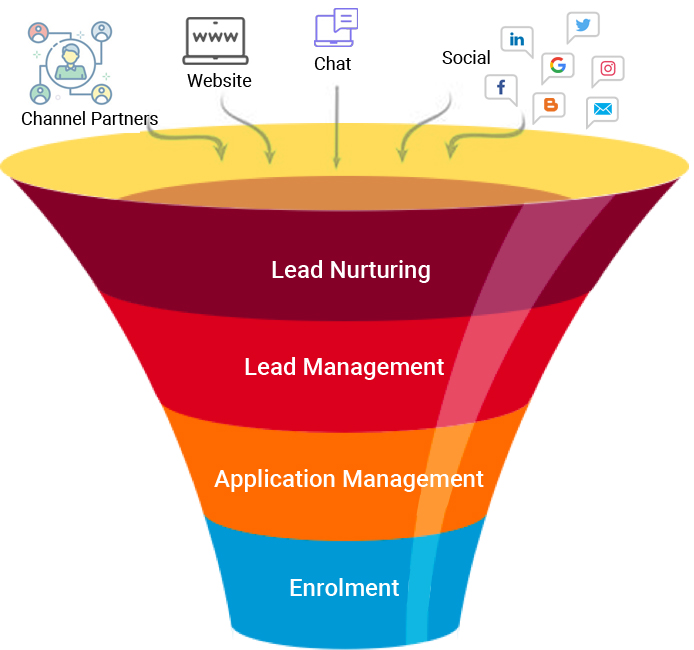 www
Website
Chat
Social
in
G
f
B
Channel Partners
Lead Nurturing
Lead Management
Application Management
Enrolment